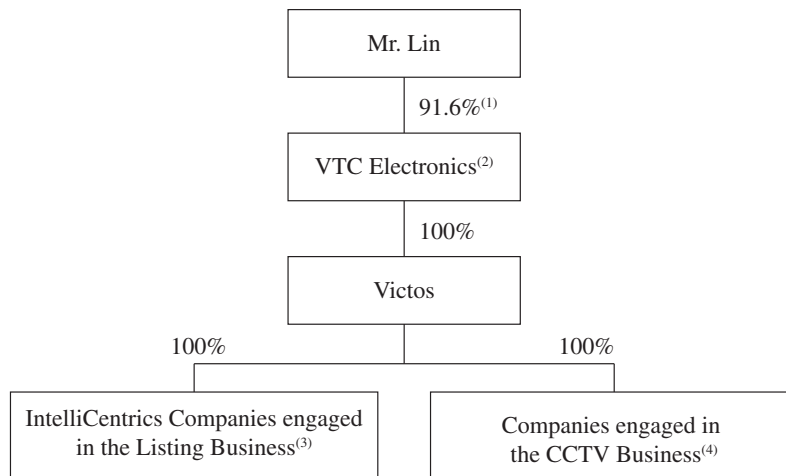 Mr. Lin
91.6%(1)
VTC Electronics(2)
100%
Victos
100%
100%
IntelliCentrics Companies engaged
in the Listing Business(3)
Companies engaged in
the CCTV Business(4)